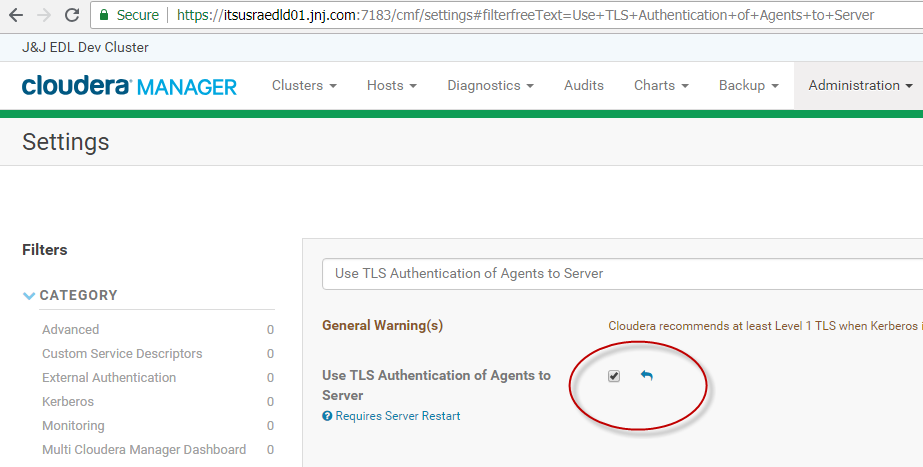 Secure https://itsusraedld01.jnj.com:7183/cmf/settings#filterfreeText=Use+TLS+Authentication+of+Agents+to+Server
J&J EDL Dev Cluster
cloudera MANAGER Clusters Hosts Diagnostics Audits Charts Backup Administration
Settings
Filters
Use TLS Authentication of Agents to Server
CATEGORY
Advanced 0
Custom Service Descriptors 0
External Authentication 0
Kerberos 0
Monitoring 0
Multi Cloudera Manager Dashboard 0
General Warning(s) Cloudera recommends at least Level 1 TLS when Kerberos i
Use TLS Authentication of Agents to
Server
Requires Server Restart